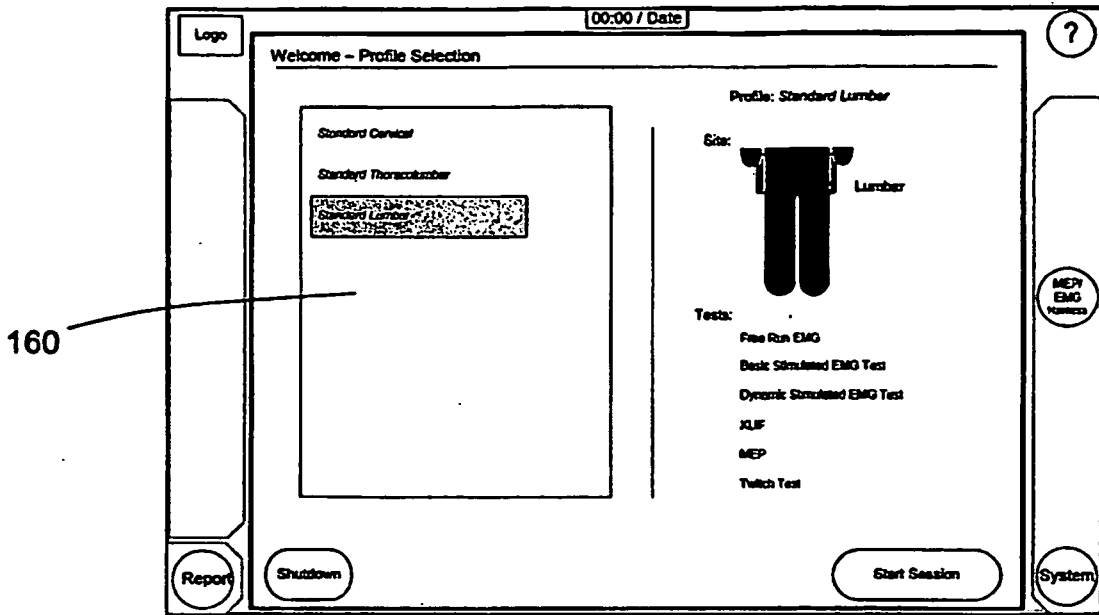 Logo
00:00 / Date
?
Welcome – Profile Selection
Profile: Standard Lumbar
Standard Cervical
Standard Thoracolumbar
Standard Lumbar
Site:
Lumbar
160
MEP/
EMG
Harness
Tests:
Free Run EMG
Basic Stimulated EMG Test
Dynamic Stimulated EMG Test
XLIF
MEP
Twitch Test
Report
Shutdown
Start Session
System